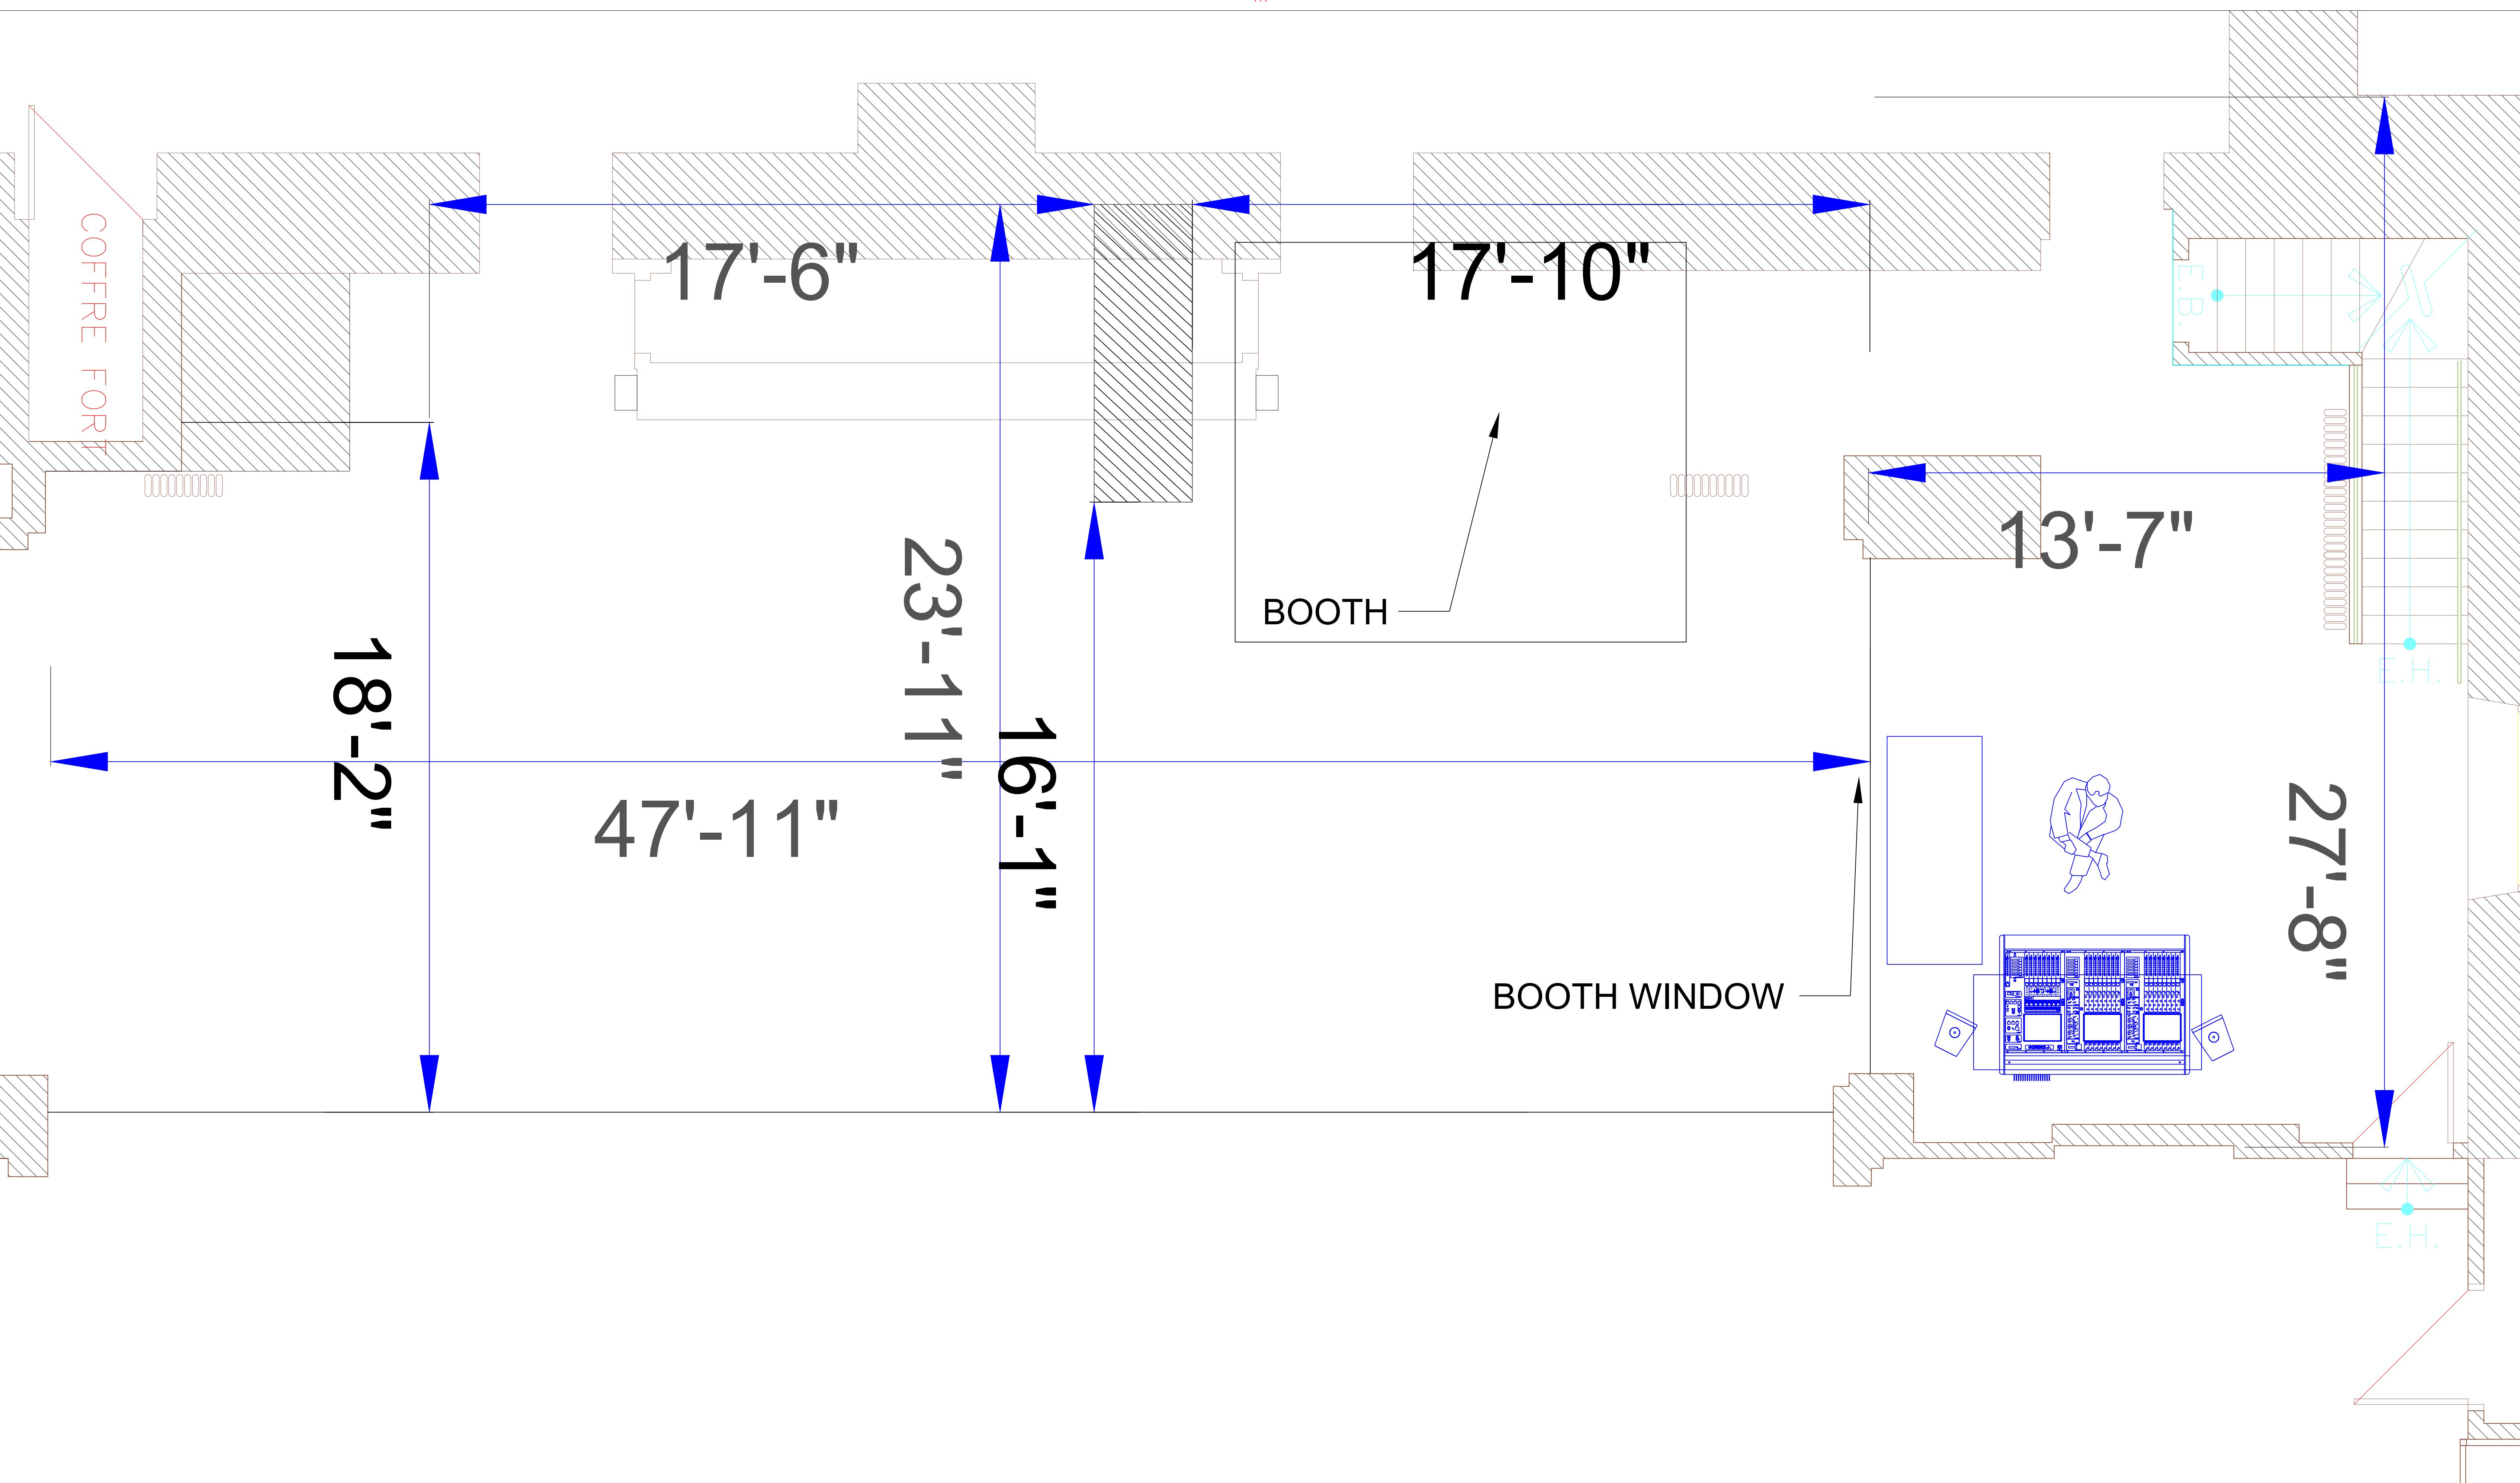 COFFRE FORT
17'-6"
17'-10"
E.B.
13'-7"
23'-11"
BOOTH
18'-2"
16'-1"
E.H.
47'-11"
27'-8"
BOOTH WINDOW
E.H.